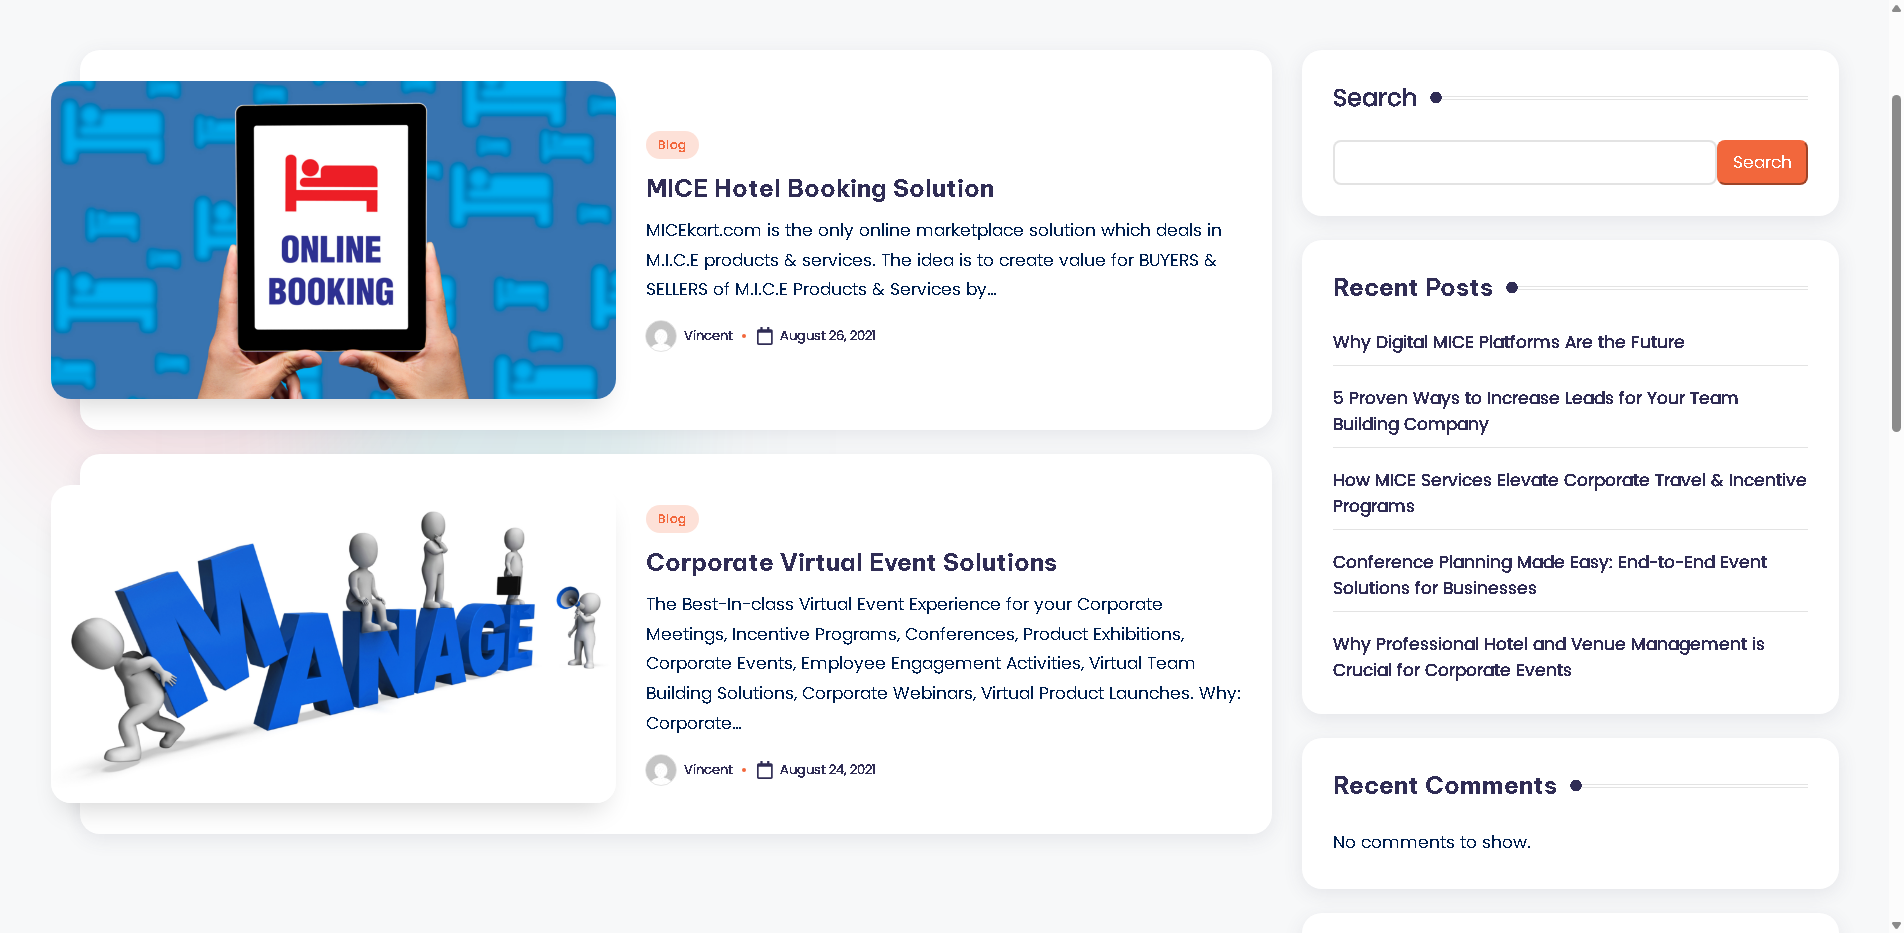 ONLINE
BOOKING
Blog
MICE Hotel Booking Solution
MICEkart.com is the only online marketplace solution which deals in
M.I.C.E products & services. The idea is to create value for BUYERS &
SELLERS of M.I.C.E Products & Services by…
Vincent • August 26, 2021
MANAGE
Blog
Corporate Virtual Event Solutions
The Best-In-class Virtual Event Experience for your Corporate
Meetings, Incentive Programs, Conferences, Product Exhibitions,
Corporate Events, Employee Engagement Activities, Virtual Team
Building Solutions, Corporate Webinars, Virtual Product Launches. Why:
Corporate…
Vincent • August 24, 2021
Search
Search
Recent Posts
Why Digital MICE Platforms Are the Future
5 Proven Ways to Increase Leads for Your Team
Building Company
How MICE Services Elevate Corporate Travel & Incentive
Programs
Conference Planning Made Easy: End-to-End Event
Solutions for Businesses
Why Professional Hotel and Venue Management is
Crucial for Corporate Events
Recent Comments
No comments to show.